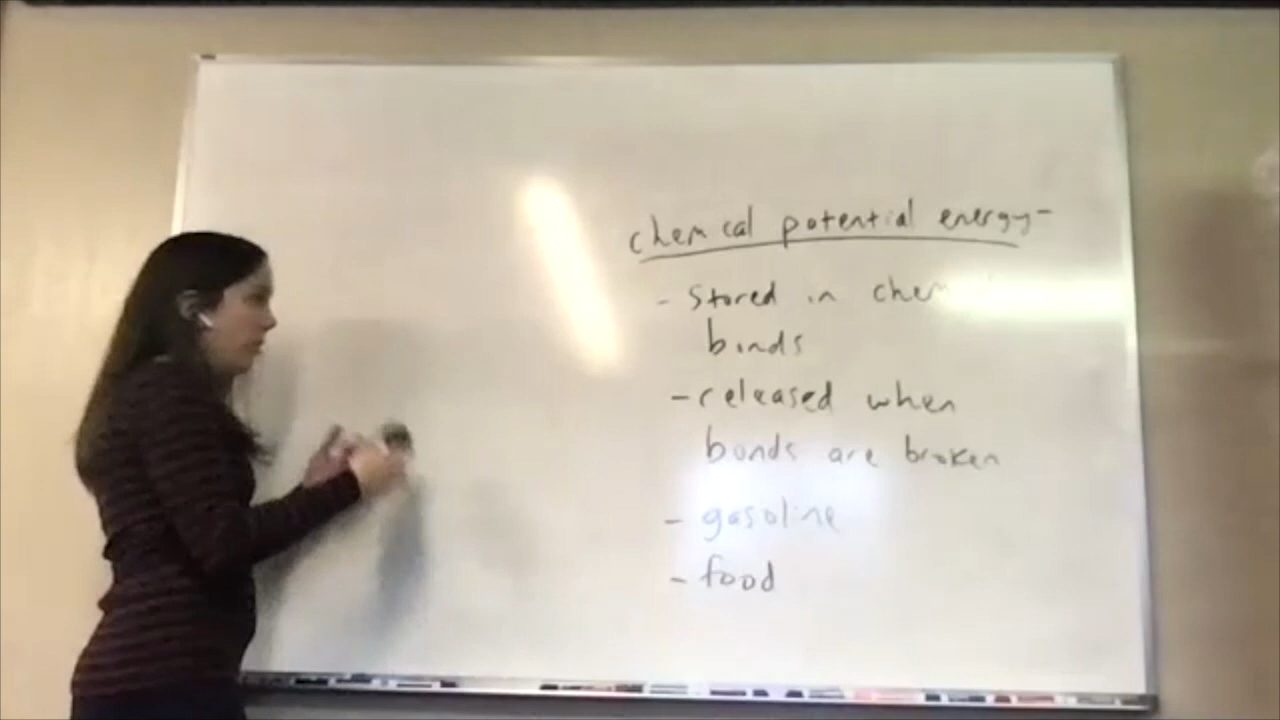 chemical potential energy-
- stored in chem
bonds
- released when
bonds are broken
- gasoline
- food